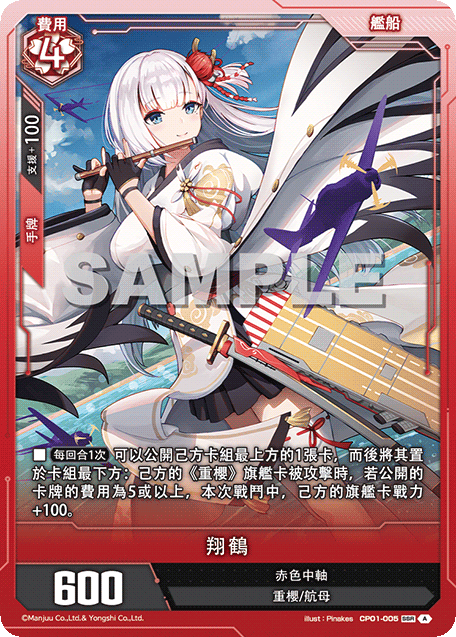 費用
艦船
4
支援+100
手牌
SAMPLE
■ 每回合1次 可以公開己方卡組最上方的1張卡，而後將其置
於卡組最下方：己方的《重櫻》旗艦卡被攻擊時，若公開的
卡牌的費用為5或以上，本次戰鬥中，己方的旗艦卡戰力
+100。
翔鶴
600
赤色中軸
重櫻/航母
©Manjuu Co.,Ltd.& Yongshi Co.,Ltd.
illust：Pinakes CP01-005 SSR A